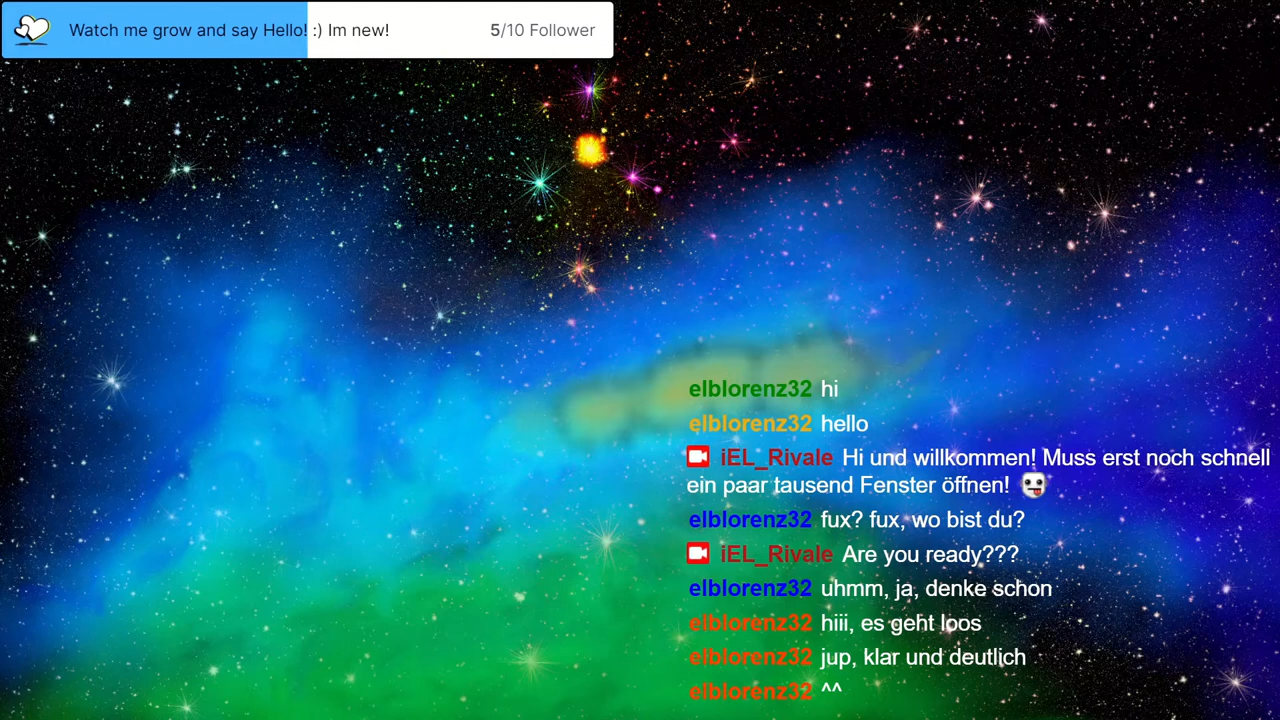 Watch me grow and say Hello! :) Im new! 5/10 Follower
elblorenz32 hi
elblorenz32 hello
iEL_Rivale Hi und willkommen! Muss erst noch schnell
ein paar tausend Fenster öffnen!
elblorenz32 fux? fux, wo bist du?
iEL_Rivale Are you ready???
elblorenz32 uhmm, ja, denke schon
elblorenz32 hiii, es geht loos
elblorenz32 jup, klar und deutlich
elblorenz32 ^^